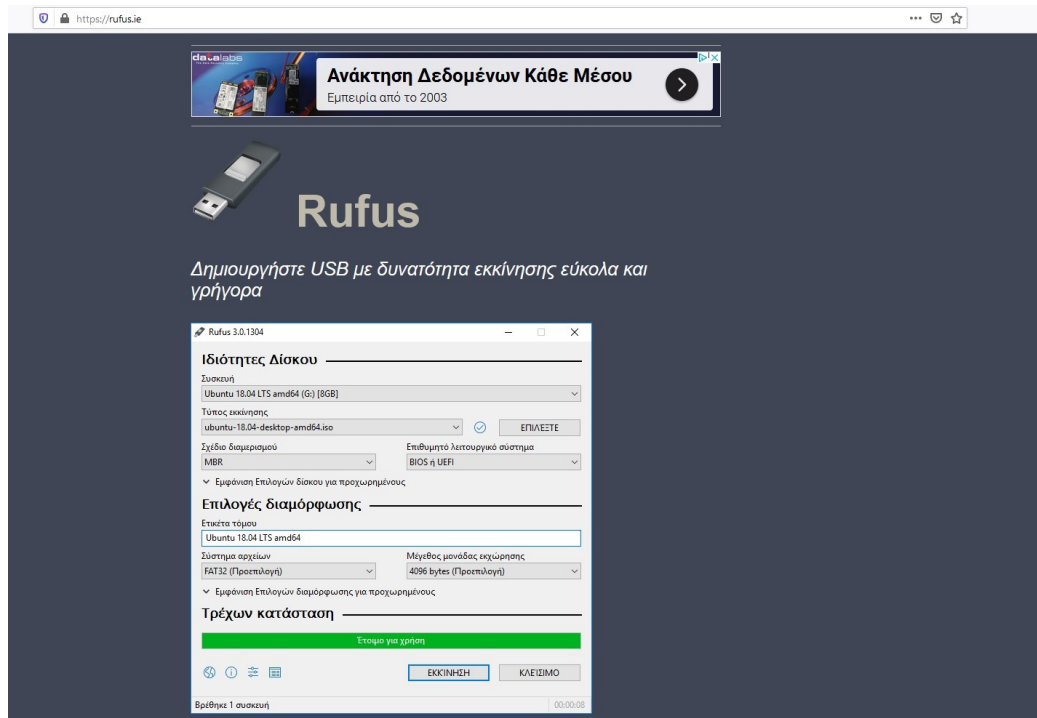 https://rufus.ie
datalabs
Ανάκτηση Δεδομένων Κάθε Μέσου
Εμπειρία από το 2003
Rufus
Δημιουργήστε USB με δυνατότητα εκκίνησης εύκολα και
γρήγορα
Rufus 3.0.1304
Ιδιότητες Δίσκου
Συσκευή
Ubuntu 18.04 LTS amd64 (G:) [8GB]
Τύπος εκκίνησης
ubuntu-18.04-desktop-amd64.iso
ΕΠΙΛΈΞΤΕ
Σχέδιο διαμερισμού Επιθυμητό λειτουργικό σύστημα
MBR BIOS ή UEFI
Εμφάνιση Επιλογών δίσκου για προχωρημένους
Επιλογές διαμόρφωσης
Ετικέτα τόμου
Ubuntu 18.04 LTS amd64
Σύστημα αρχείων Μέγεθος μονάδας εκχώρησης
FAT32 (Προεπιλογή) 4096 bytes (Προεπιλογή)
Εμφάνιση Επιλογών διαμόρφωσης για προχωρημένους
Τρέχων κατάσταση
Έτοιμο για χρήση
ΕΚΚΊΝΗΣΗ ΚΛΕΊΣΙΜΟ
Βρέθηκε 1 συσκευή 00:00:08